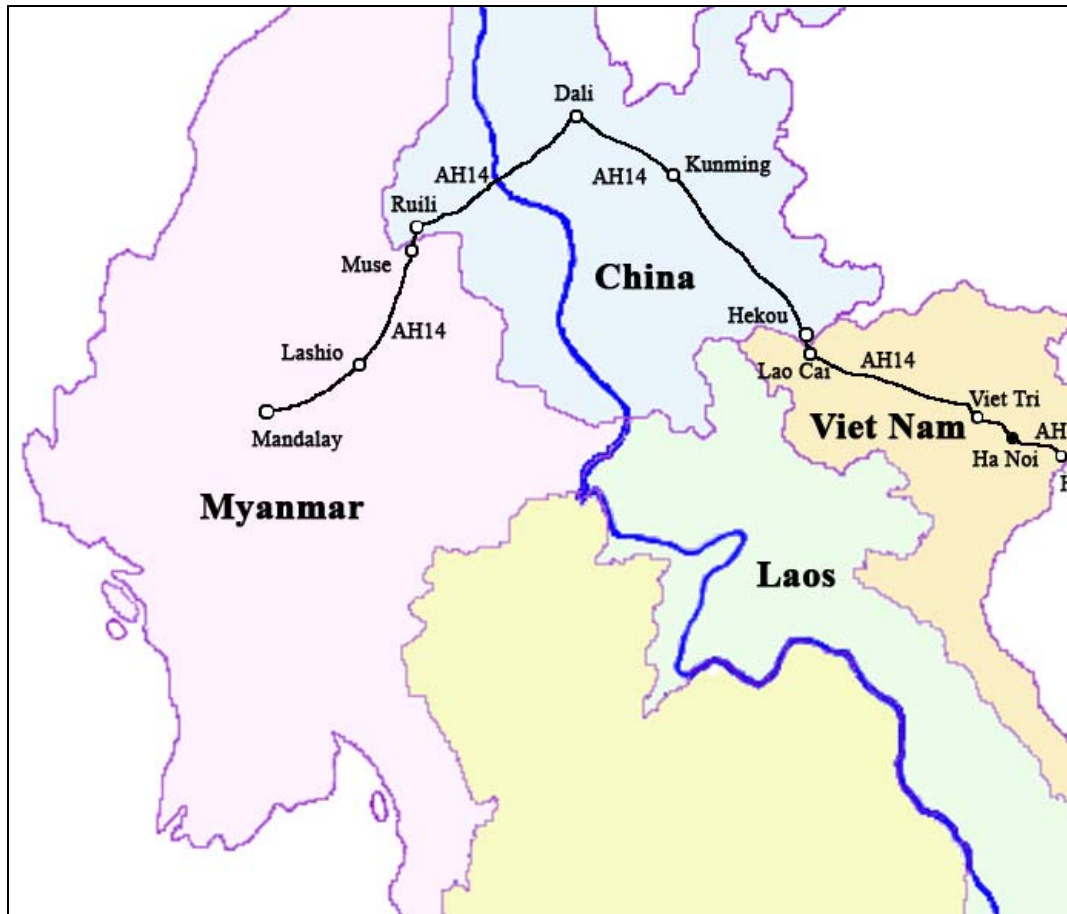 Dali
AH14
AH14
Kunming
Ruili
Muse
China
Hekou
AH14
Lashio
Lao Cai
AH14
Viet Tri
Mandalay
Viet Nam
AH
Ha Noi
Myanmar
Laos